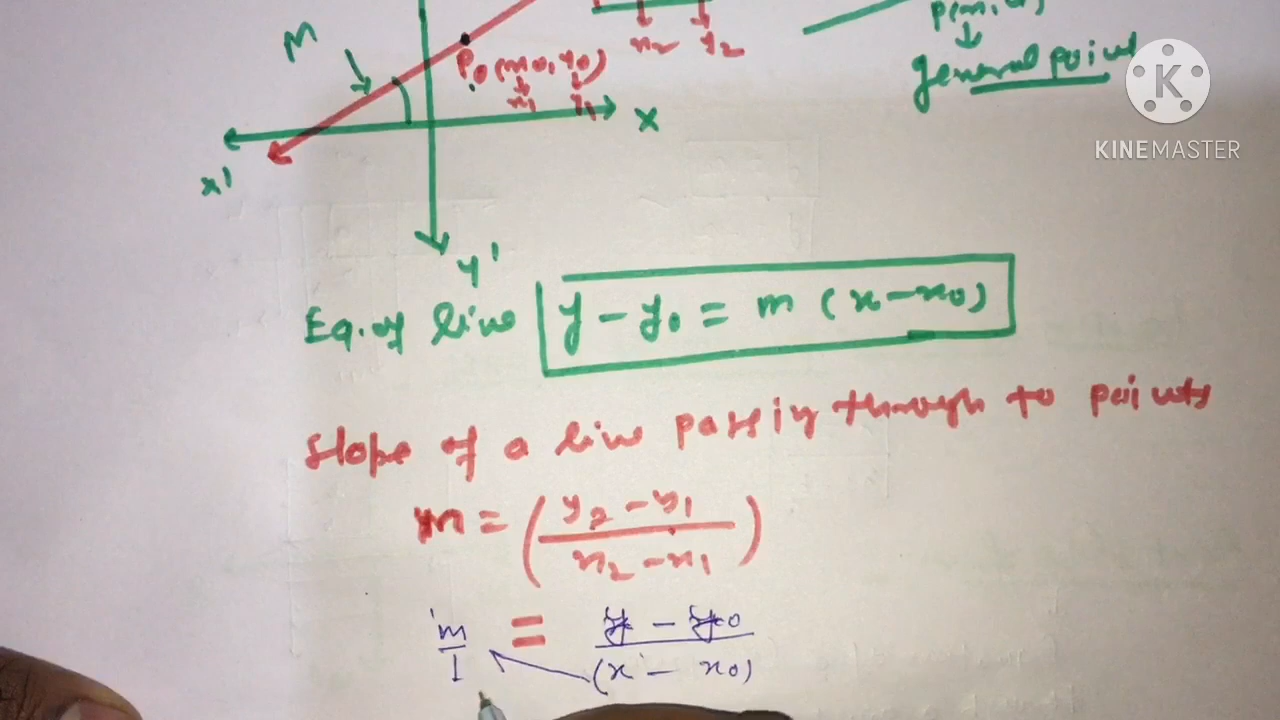 M
P₀(x₀, y₀)
x₁ y₁
x₂ y₂
general point
K
KINEMASTER
X
x'
y'
Eq. of line y - y₀ = m (x - x₀)
Slope of a line passing through to points
m = ( y₂ - y₁ / x₂ - x₁ )
m / 1 = y - y₀ / (x - x₀)